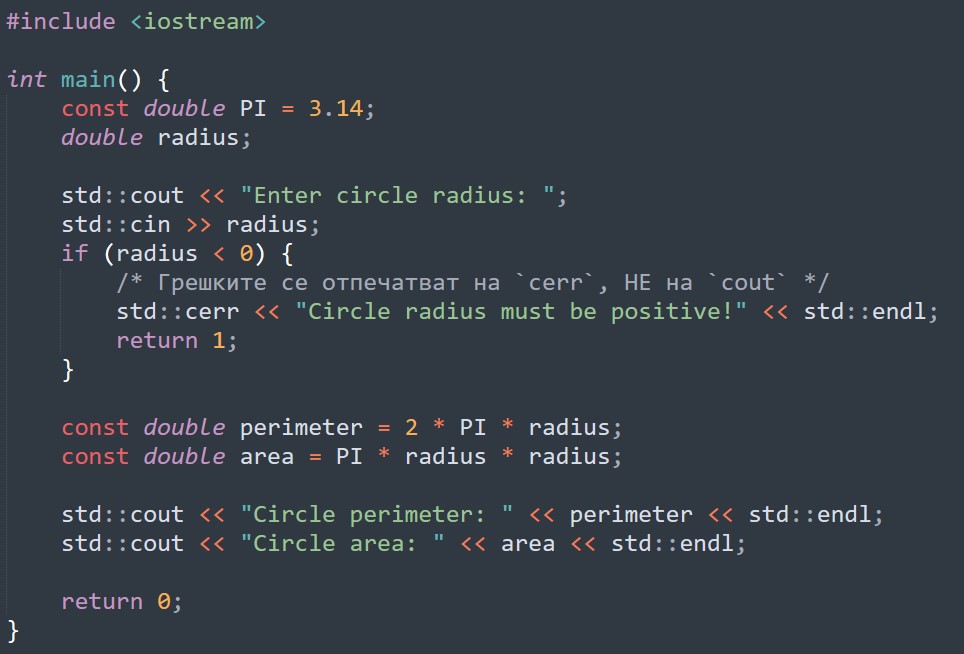 #include <iostream>
int main() {
const double PI = 3.14;
double radius;
std::cout << "Enter circle radius: ";
std::cin >> radius;
if (radius < 0) {
/* Грешките се отпечатват на `cerr`, НЕ на `cout` */
std::cerr << "Circle radius must be positive!" << std::endl;
return 1;
}
const double perimeter = 2 * PI * radius;
const double area = PI * radius * radius;
std::cout << "Circle perimeter: " << perimeter << std::endl;
std::cout << "Circle area: " << area << std::endl;
return 0;
}